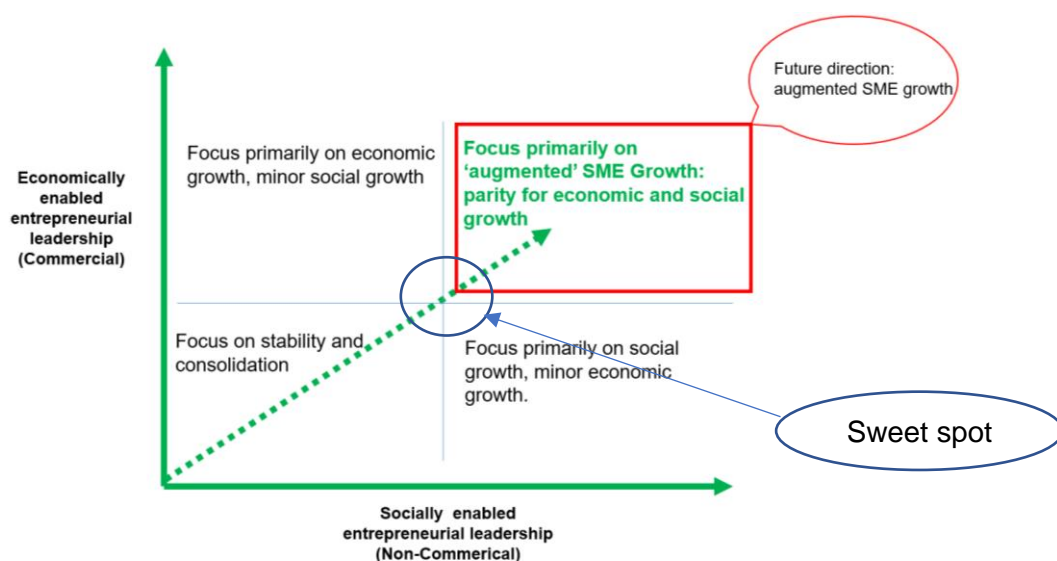 Future direction:
augmented SME growth
Focus primarily on economic
growth, minor social growth
Focus primarily on
‘augmented’ SME Growth:
parity for economic and social
growth
Economically
enabled
entrepreneurial
leadership
(Commercial)
Focus on stability and
consolidation
Focus primarily on social
growth, minor economic
growth.
Sweet spot
Socially enabled
entrepreneurial leadership
(Non-Commerical)